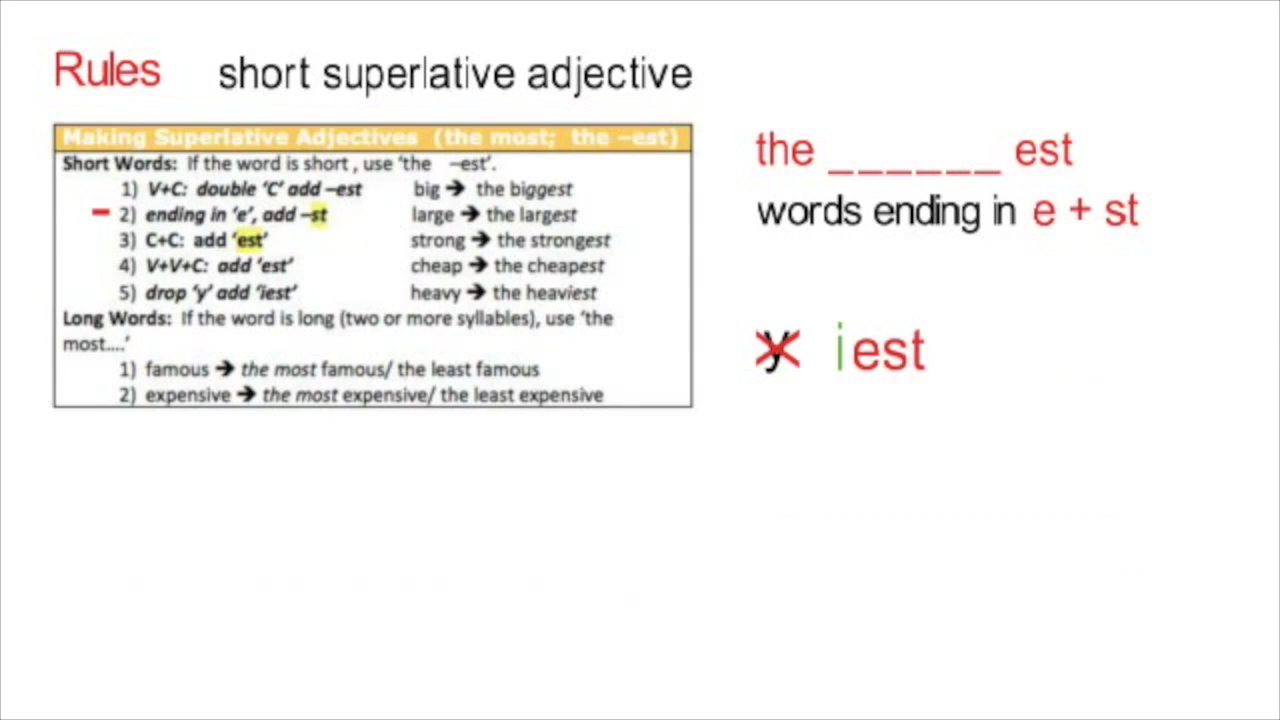 Rules short superlative adjective
Making Superlative Adjectives (the most; the –est)
Short Words: If the word is short , use ‘the –est’.
1) V+C: double ‘C’ add –est big ➔ the biggest
2) ending in ‘e’, add –st large ➔ the largest
3) C+C: add ‘est’ strong ➔ the strongest
4) V+V+C: add ‘est’ cheap ➔ the cheapest
5) drop ‘y’ add ‘iest’ heavy ➔ the heaviest
Long Words: If the word is long (two or more syllables), use ‘the
most....’
1) famous ➔ the most famous/ the least famous
2) expensive ➔ the most expensive/ the least expensive
the ______ est
words ending in e + st
y iest